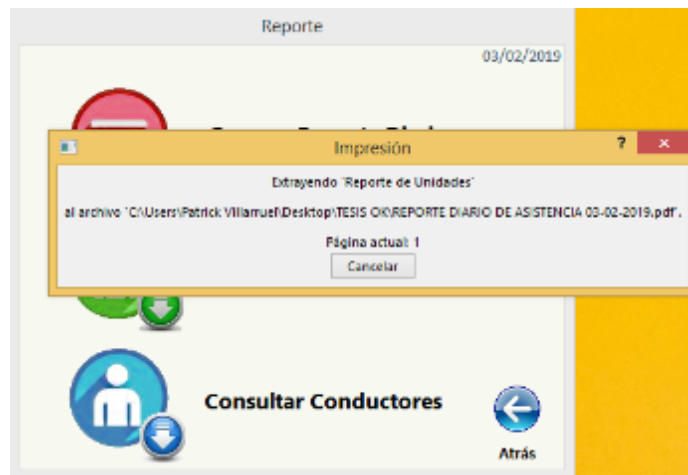 Reporte
03/02/2019
Impresión
?
x
Extrayendo 'Reporte de Unidades'
al archivo 'C:\Users\Patrick Villarruel\Desktop\TESIS OK\REPORTE DIARIO DE ASISTENCIA 03-02-2019.pdf'.
Página actual: 1
Cancelar
Consultar Conductores
Atrás